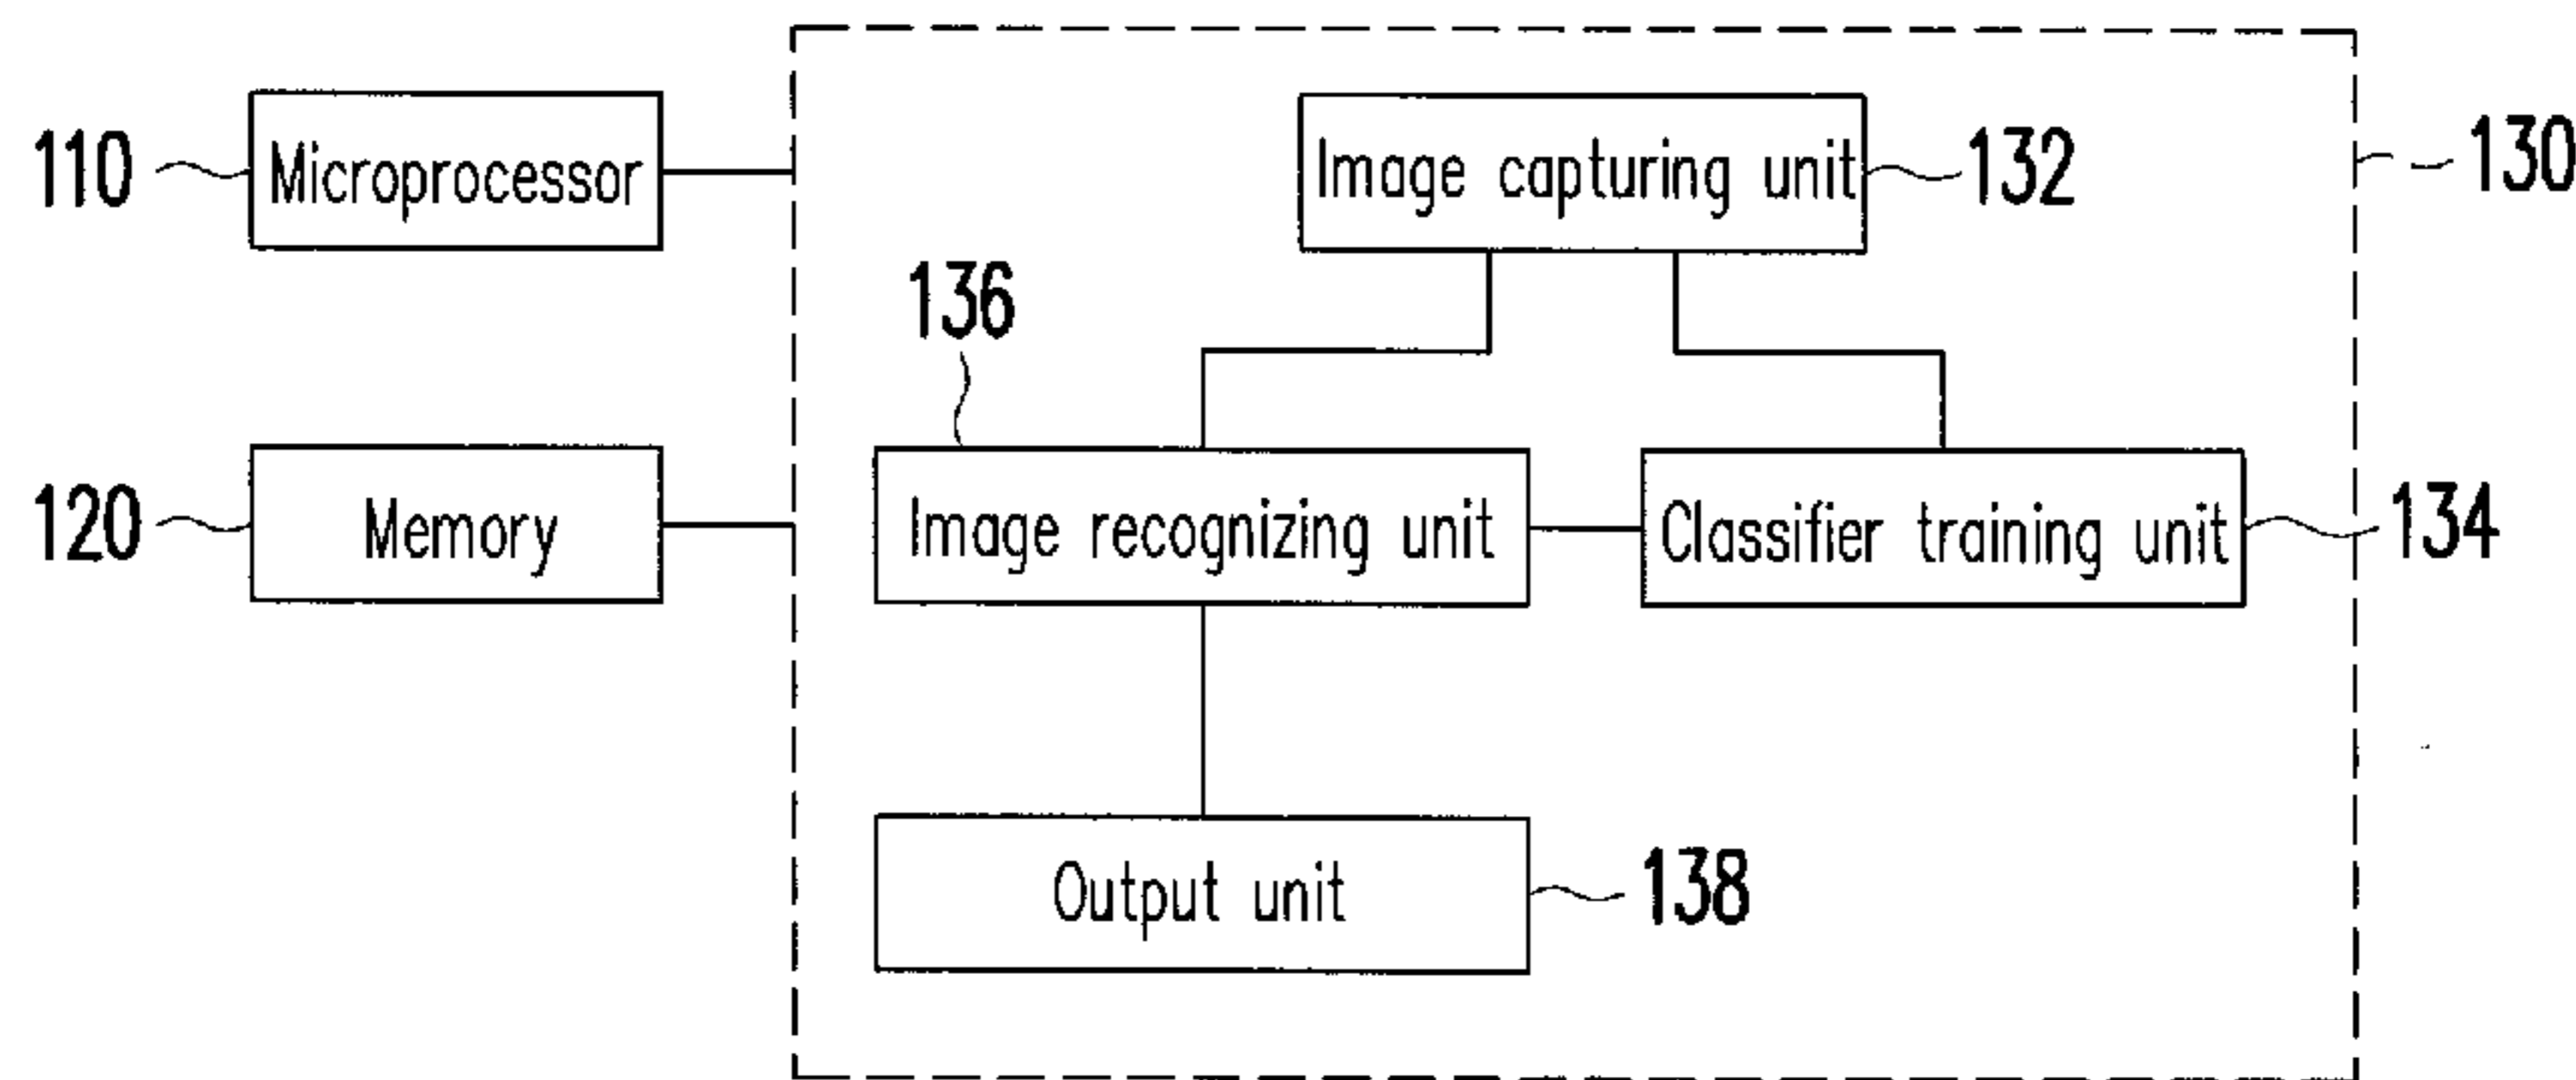 110 Microprocessor
Image capturing unit 132
130
136
120 Memory
Image recognizing unit
Classifier training unit 134
Output unit 138